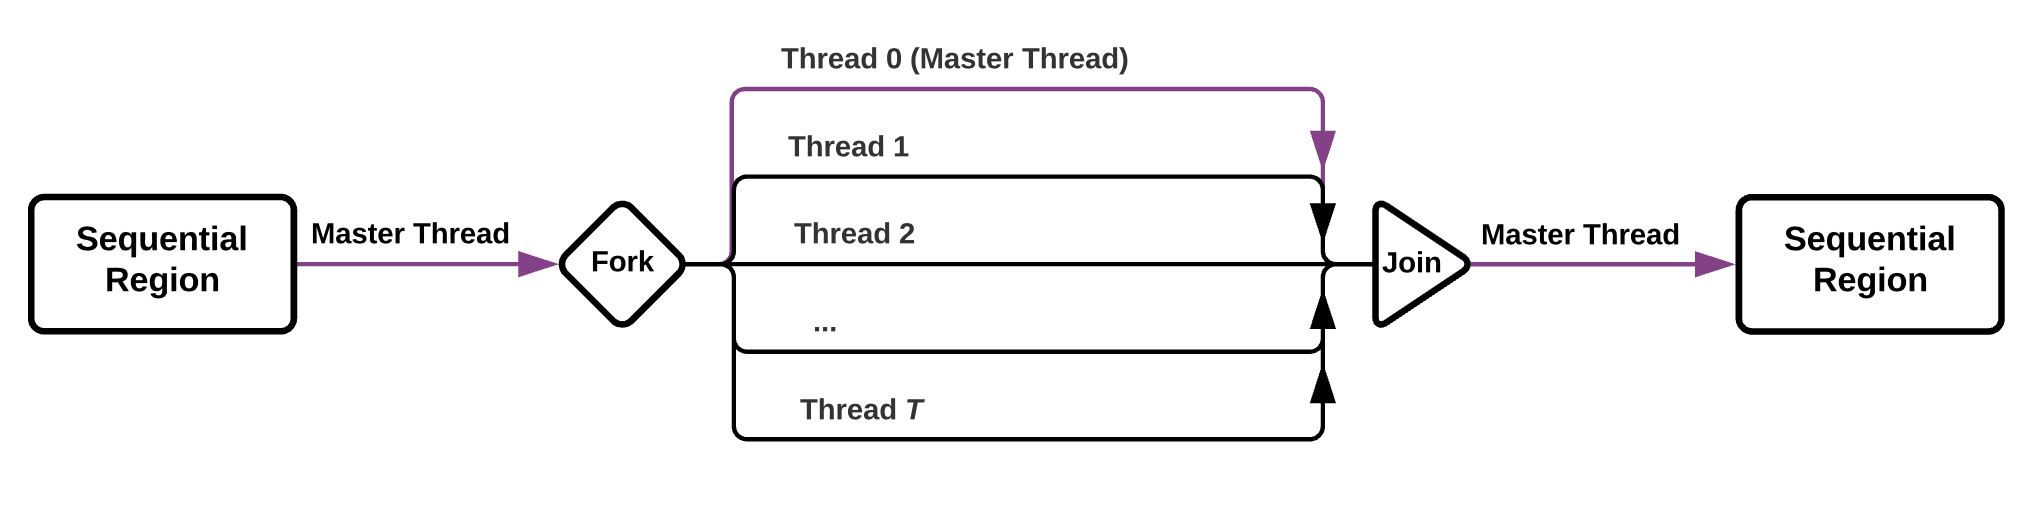 Thread 0 (Master Thread)
Thread 1
Sequential
Region
Master Thread
Fork
Thread 2
Join
Master Thread
Sequential
Region
...
Thread T